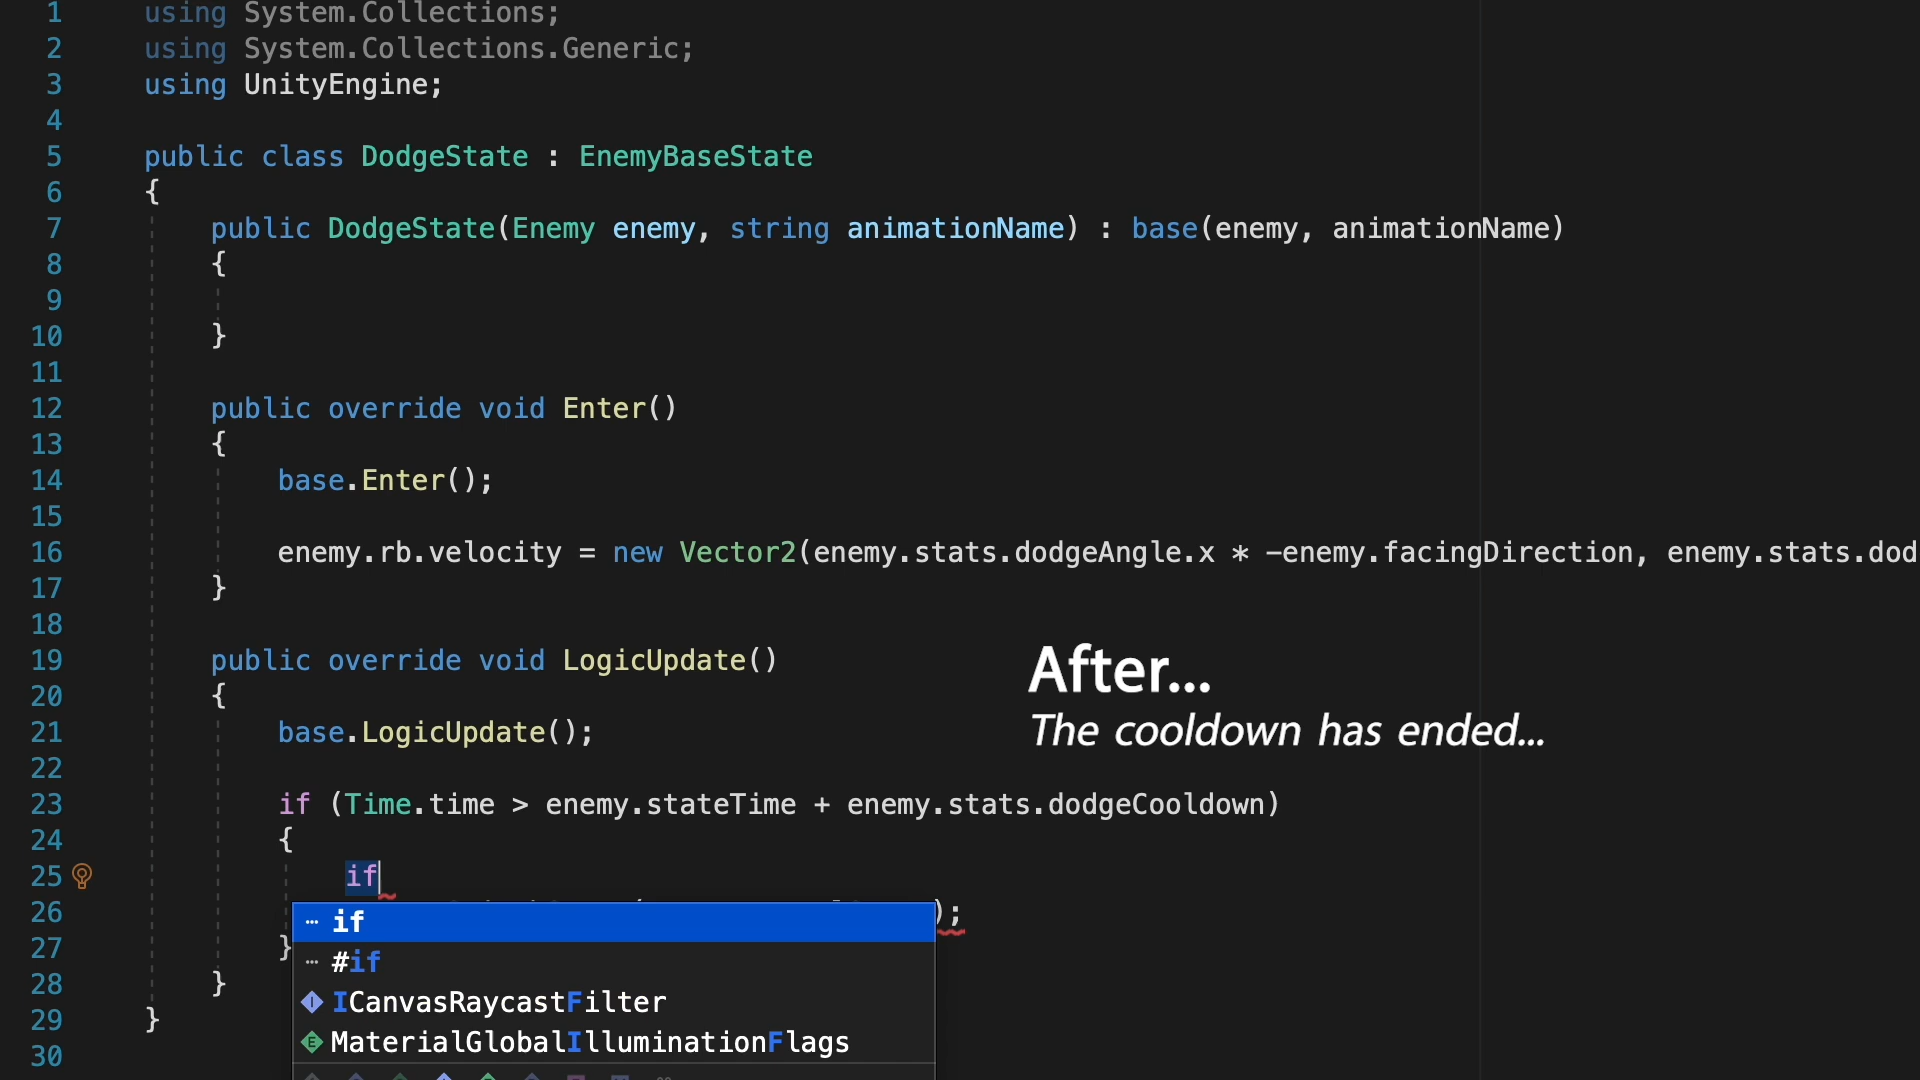 1 using System.Collections;
2 using System.Collections.Generic;
3 using UnityEngine;
4
5 public class DodgeState : EnemyBaseState
6 {
7 public DodgeState(Enemy enemy, string animationName) : base(enemy, animationName)
8 {
9
10 }
11
12 public override void Enter()
13 {
14 base.Enter();
15
16 enemy.rb.velocity = new Vector2(enemy.stats.dodgeAngle.x * -enemy.facingDirection, enemy.stats.dod
17 }
18
19 public override void LogicUpdate()
20 {
21 base.LogicUpdate();
22
23 if (Time.time > enemy.stateTime + enemy.stats.dodgeCooldown)
24 {
25 if
26 );
27 }
28 }
29 }
30
After...
The cooldown has ended...
if
#if
ICanvasRaycastFilter
MaterialGlobalIlluminationFlags